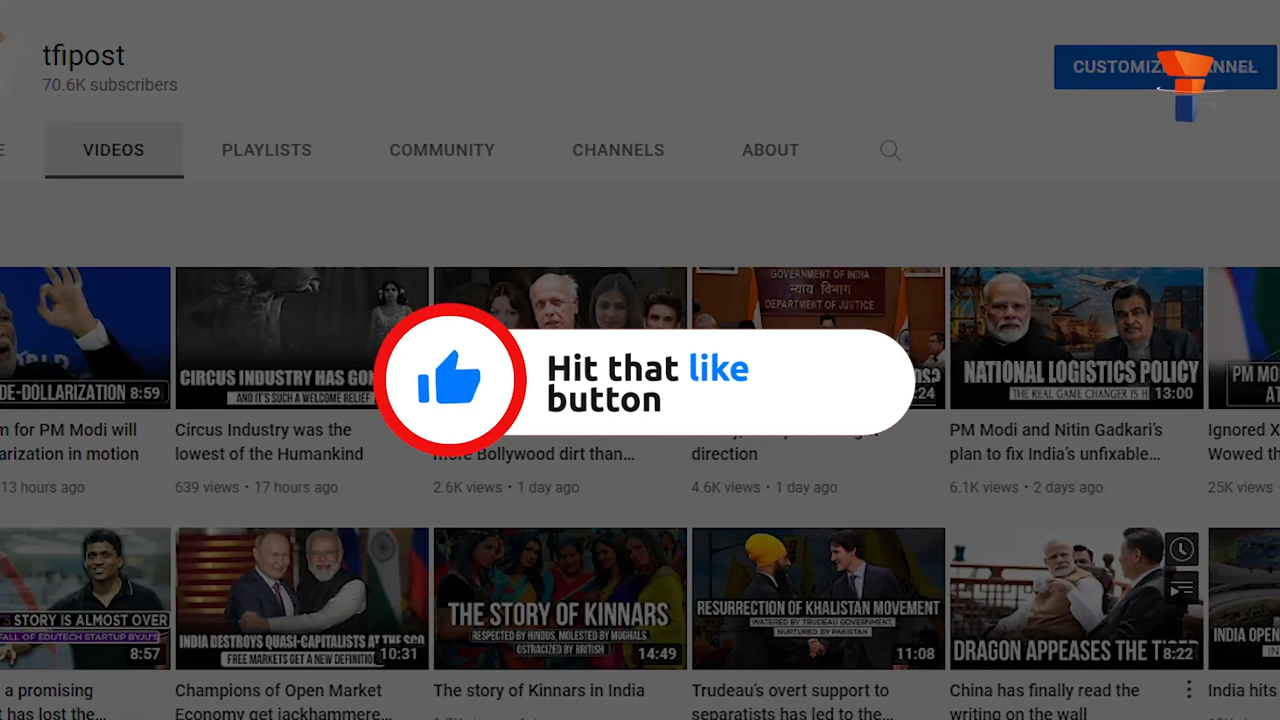 tfipost
70.6K subscribers
CUSTOMIZE CHANNEL
VIDEOS
PLAYLISTS
COMMUNITY
CHANNELS
ABOUT
GOVERNMENT OF INDIA
न्याय विभाग
DEPARTMENT OF JUSTICE
Hit that like
button
DE-DOLLARIZATION 8:59
CIRCUS INDUSTRY HAS
AND IT'S SUCH A WELCOME RELIEF
:24
NATIONAL LOGISTICS POLICY
THE REAL GAME CHANGER IS H 13:00
PM MO
AT
m for PM Modi will
arization in motion
13 hours ago
Circus Industry was the
lowest of the Humankind
639 views • 17 hours ago
more Bollywood dirt than...
2.6K views • 1 day ago
direction
4.6K views • 1 day ago
PM Modi and Nitin Gadkari's
plan to fix India's unfixable...
6.1K views • 2 days ago
Ignored X
Wowed th
25K views
'S STORY IS ALMOST OVER
FALL OF EDUTECH STARTUP BYJU'S
8:57
INDIA DESTROYS QUASI-CAPITALISTS AT THE SCO
FREE MARKETS GET A NEW DEFINITIO 10:31
THE STORY OF KINNARS
RESPECTED BY HINDUS, MOLESTED BY MUGHALS,
OSTRACIZED BY BRITISH
14:49
RESURRECTION OF KHALISTAN MOVEMENT
WATERED BY TRUDEAU GOVERNMENT,
NURTURED BY PAKISTAN
11:08
DRAGON APPEASES THE T 8:22
INDIA OPEN
IN
a promising
t has lost the...
Champions of Open Market
Economy get jackhammere...
The story of Kinnars in India
Trudeau's overt support to
separatists has led to the...
China has finally read the
writing on the wall
India hits